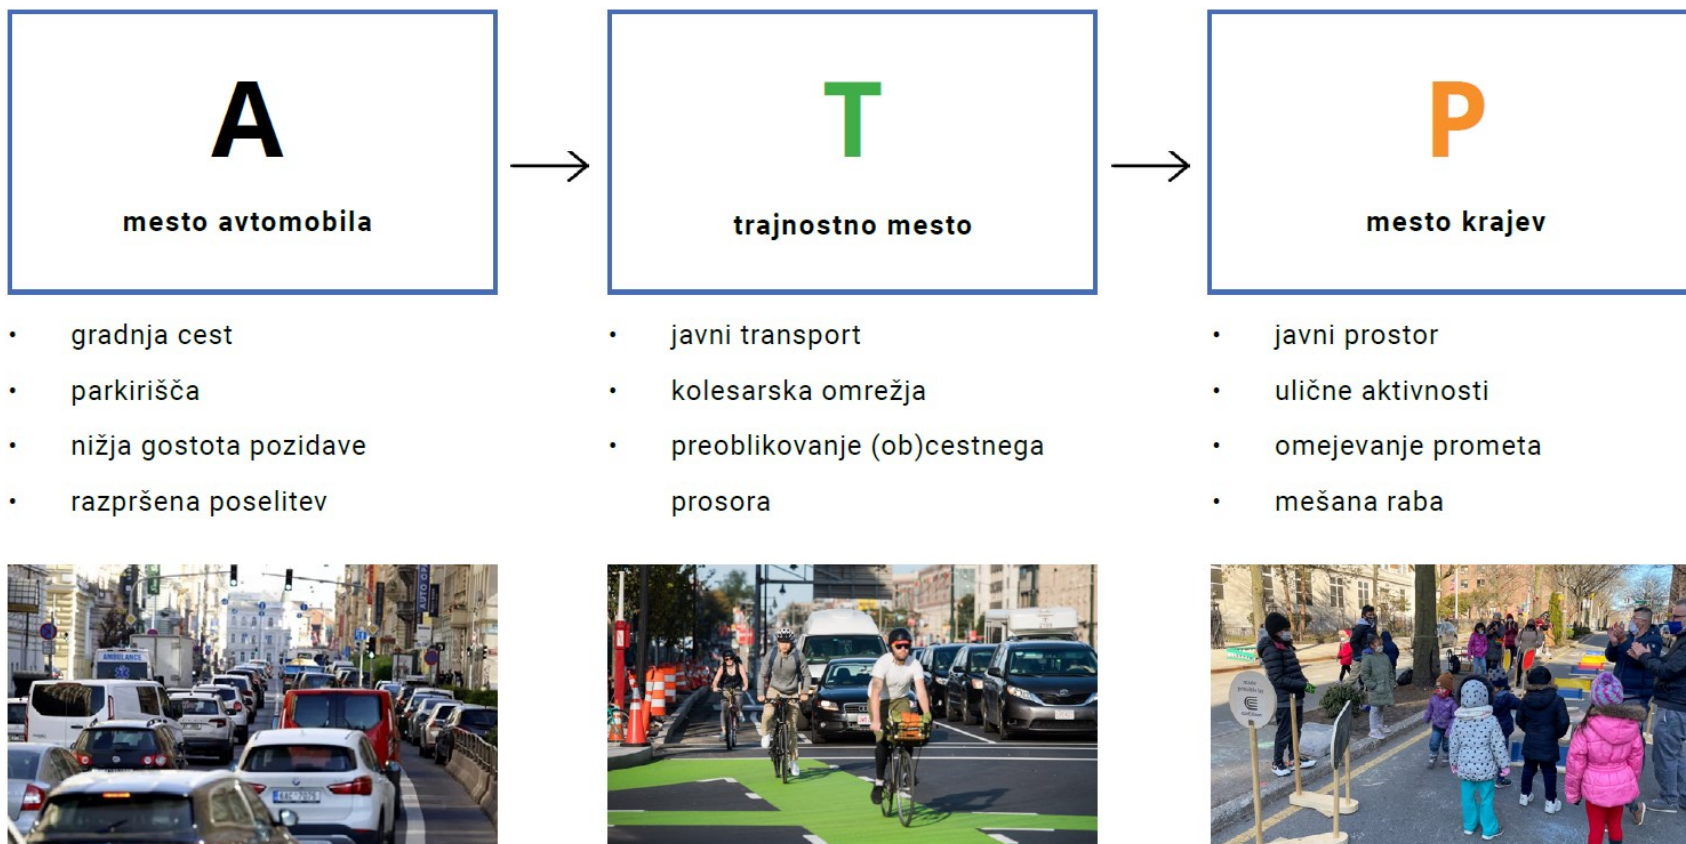 A
mesto avtomobila
• gradnja cest
• parkirišča
• nižja gostota pozidave
• razpršena poselitev
AMBULANCE
T
trajnostno mesto
• javni transport
• kolesarska omrežja
• preoblikovanje (ob)cestnega
prosora
P
mesto krajev
• javni prostor
• ulične aktivnosti
• omejevanje prometa
• mešana raba